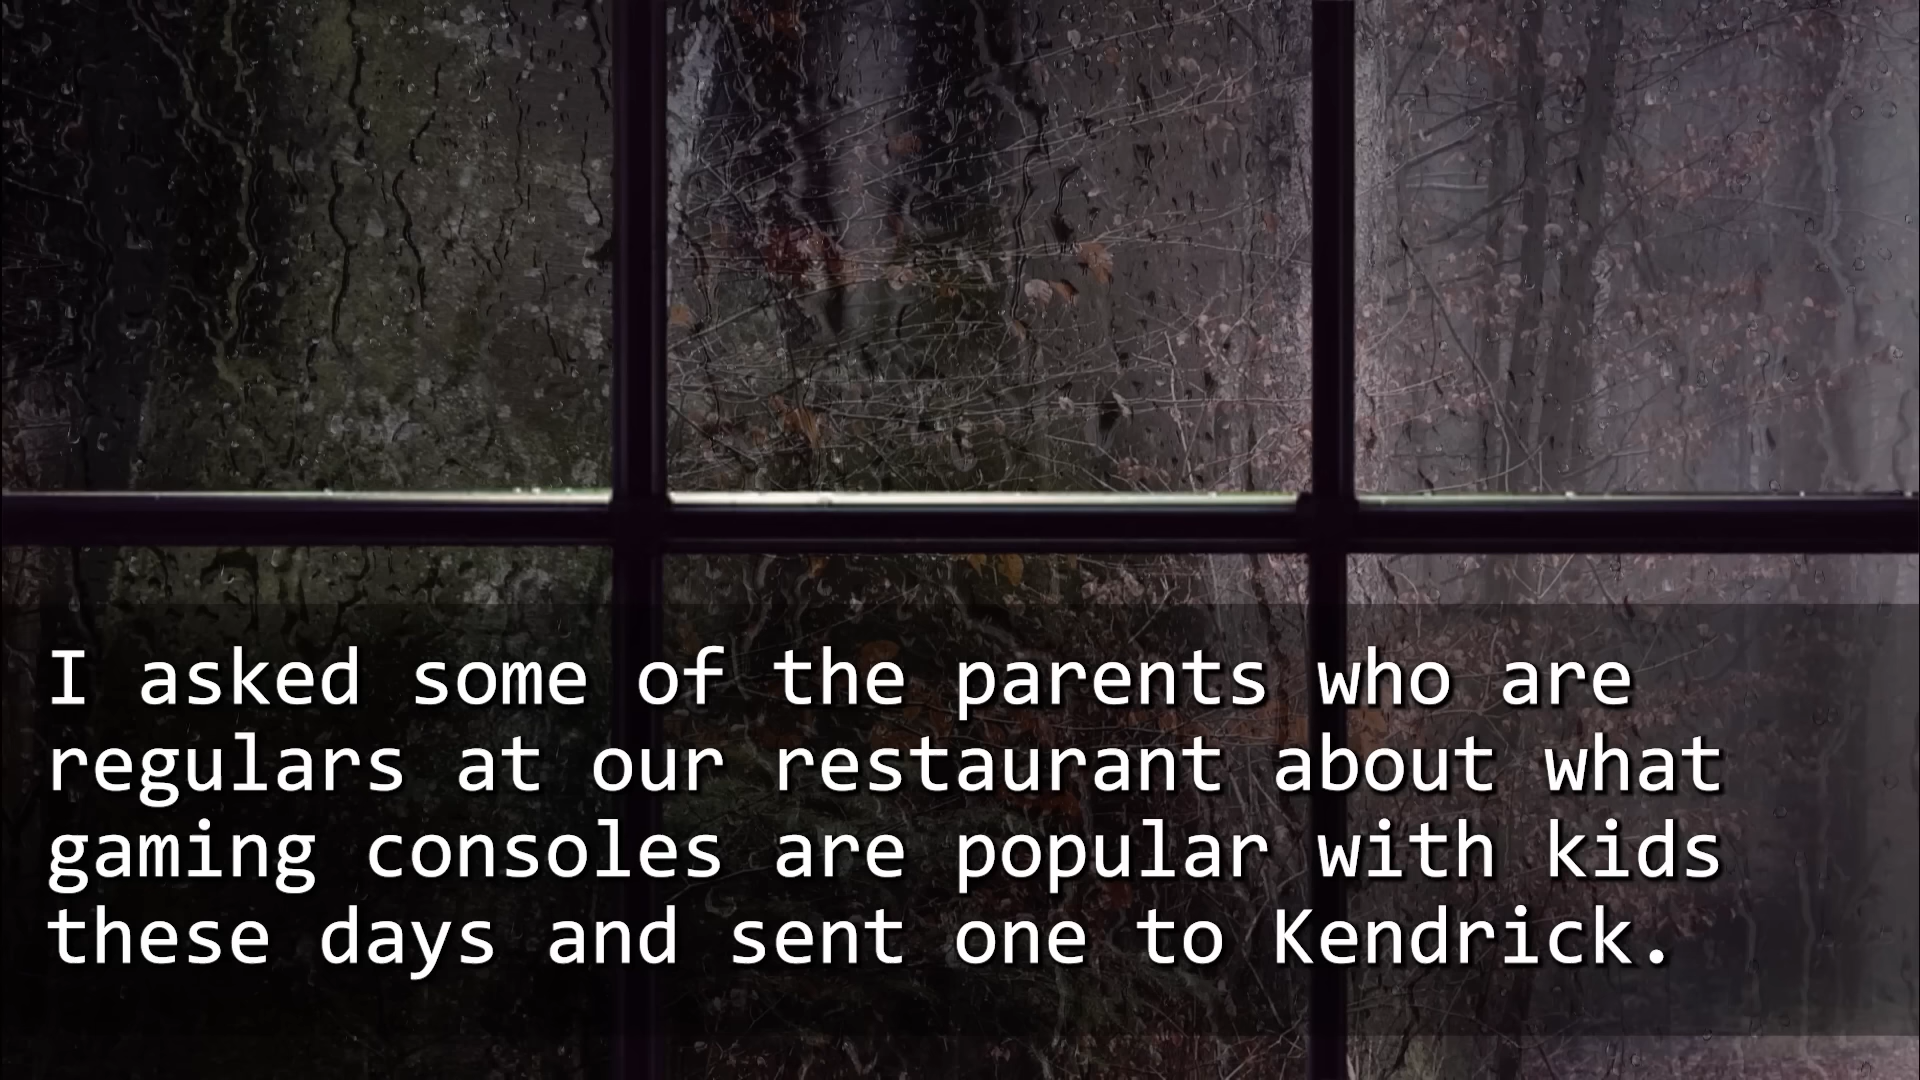 I asked some of the parents who are
regulars at our restaurant about what
gaming consoles are popular with kids
these days and sent one to Kendrick.